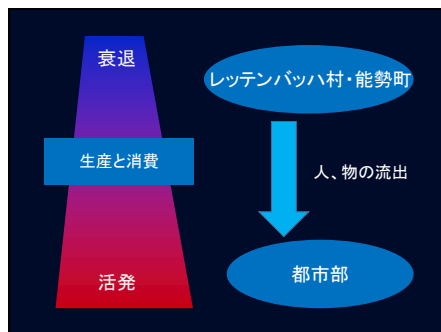 衰退
レッテンバッハ村・能勢町
生産と消費
人、物の流出
活発
都市部